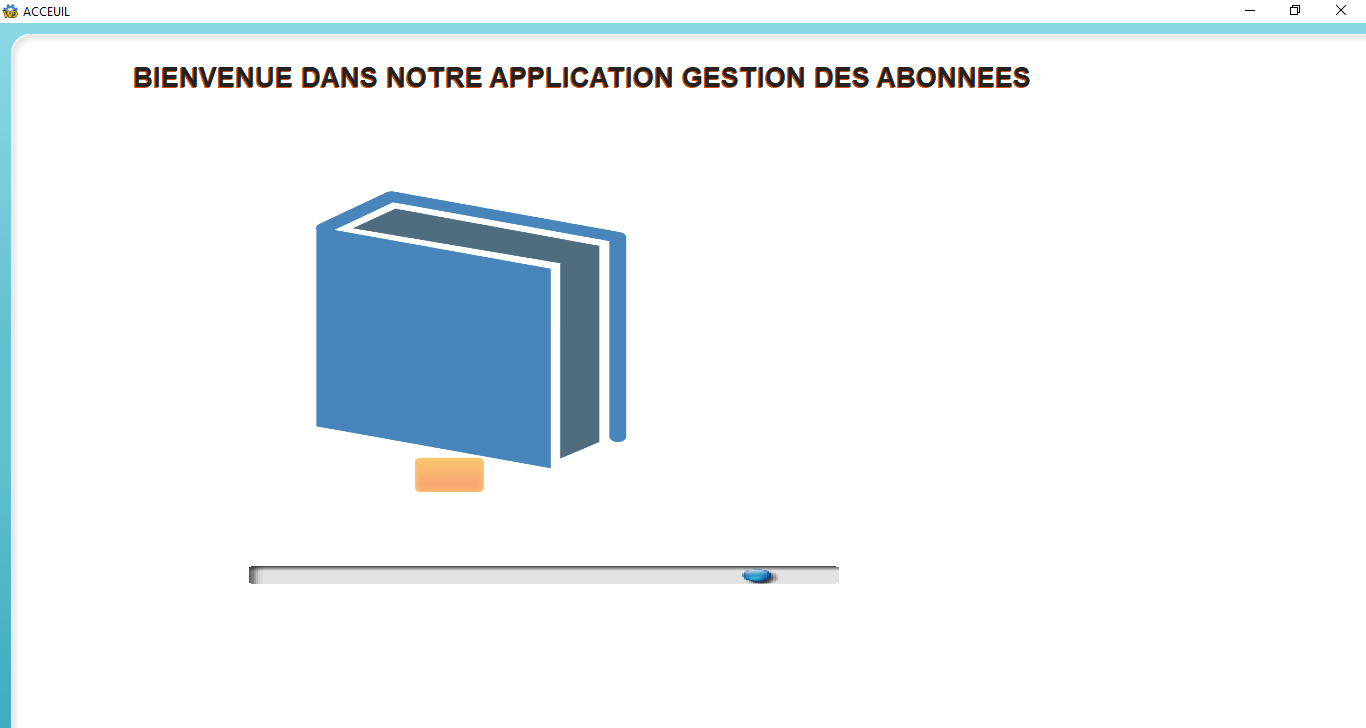 ACCEUIL
BIENVENUE DANS NOTRE APPLICATION GESTION DES ABONNEES